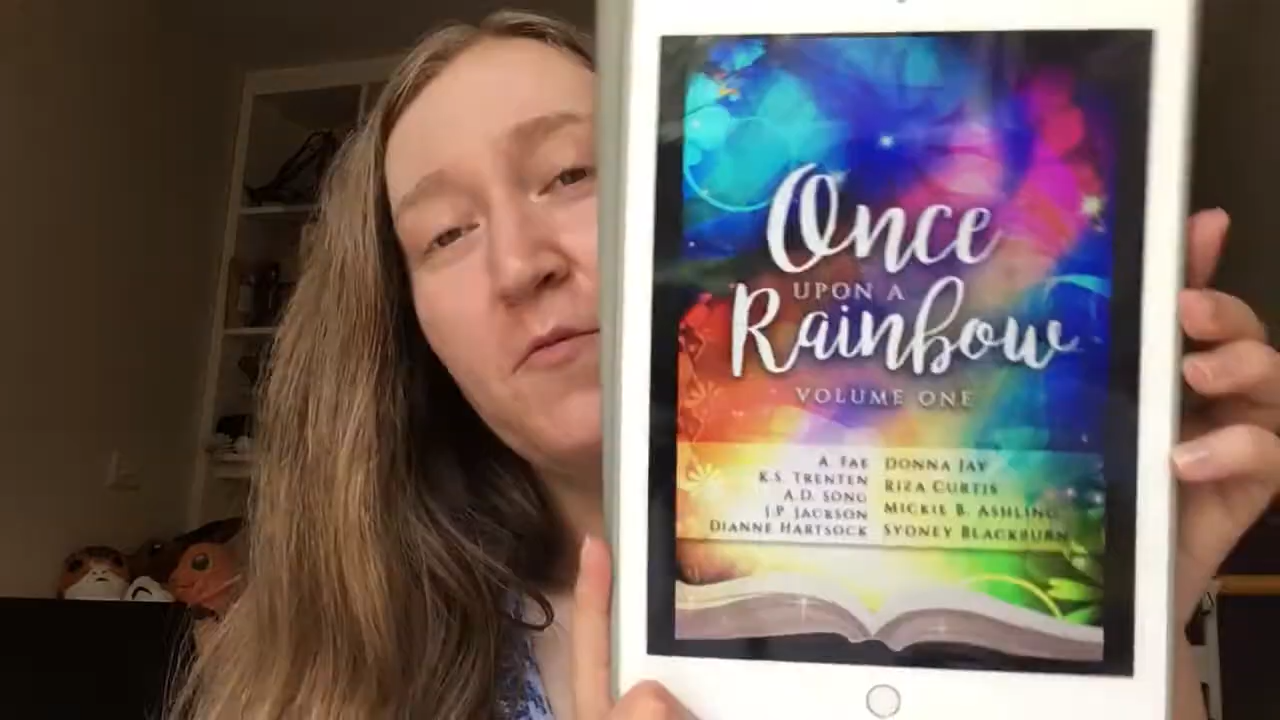 Once
UPON A
Rainbow
VOLUME ONE
A. FAE
K.S. TRENTEN
A.D. SONG
J.P. JACKSON
DIANNE HARTSOCK
DONNA JAY
RIZA CURTIS
MICKIE B. ASHLING
SYDNEY BLACKBURN